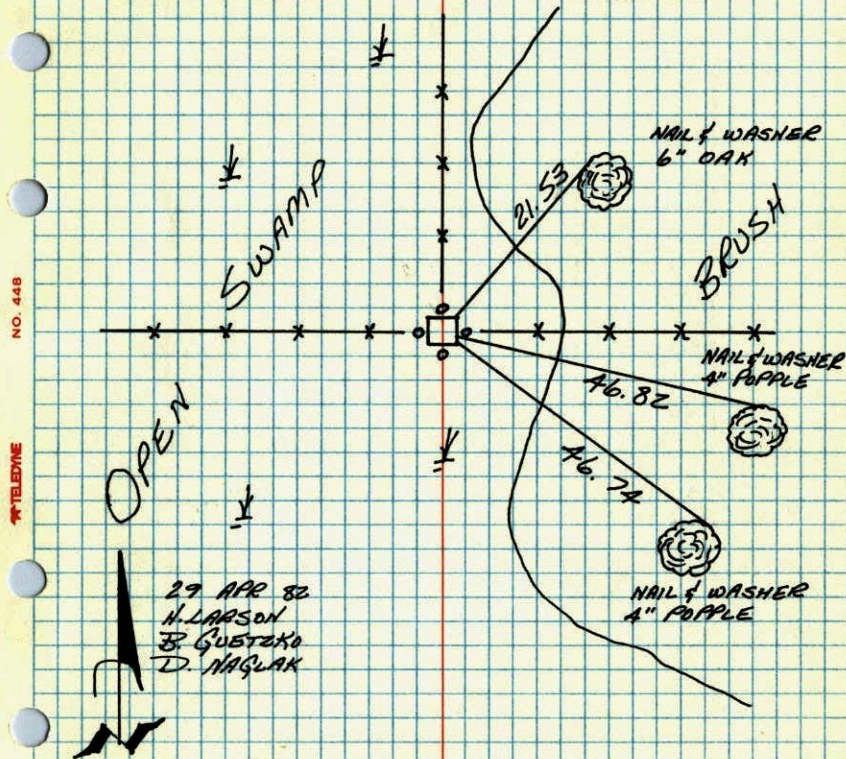 NAIL & WASHER
6" OAK
21.53
SWAMP
BRUSH
NO. 448
NAIL & WASHER
4" POPPLE
46.82
46.74
OPEN
TELEDYNE
NAIL & WASHER
4" POPPLE
29 APR 82
H. LARSON
B. GUETZKO
D. NAGLAK
N